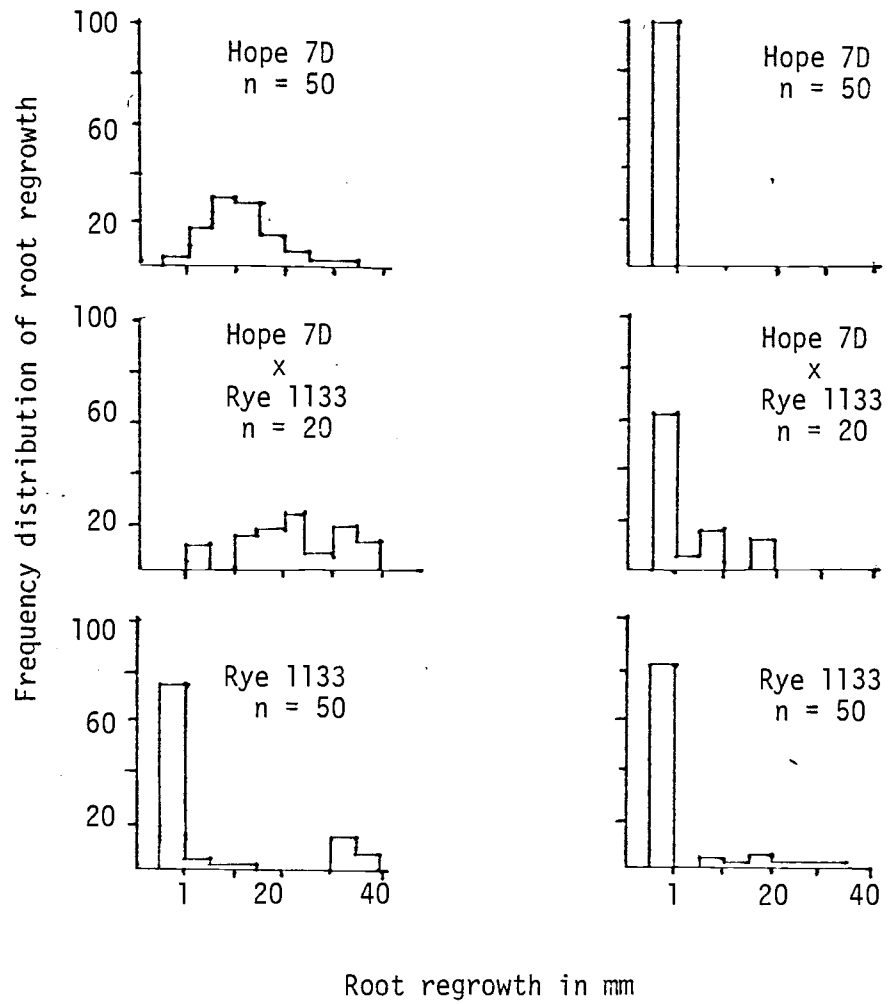 Frequency distribution of root regrowth
100
60
20
Hope 7D
n = 50
Hope 7D
n = 50
100
60
20
Hope 7D
x
Rye 1133
n = 20
Hope 7D
x
Rye 1133
n = 20
100
60
20
Rye 1133
n = 50
Rye 1133
n = 50
1 20 40
1 20 40
Root regrowth in mm